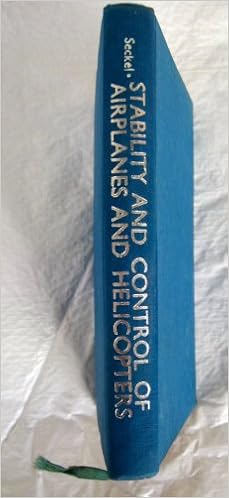 Seckel •
STABILITY AND CONTROL OF
AIRPLANES AND HELICOPTERS